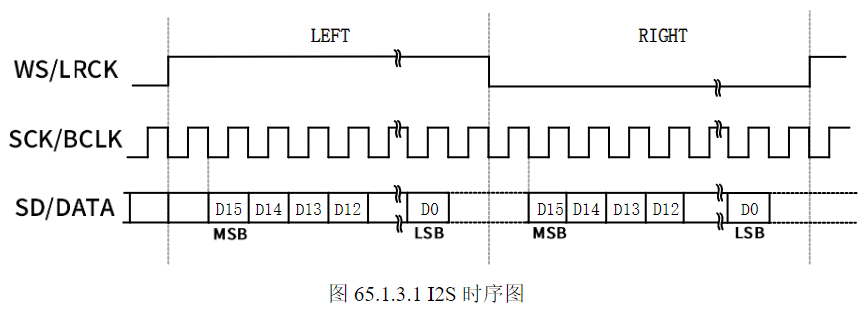 LEFT RIGHT
WS/LRCK
SCK/BCLK
SD/DATA D15 D14 D13 D12 D0 D15 D14 D13 D12 D0
MSB LSB MSB LSB
图 65.1.3.1 I2S 时序图